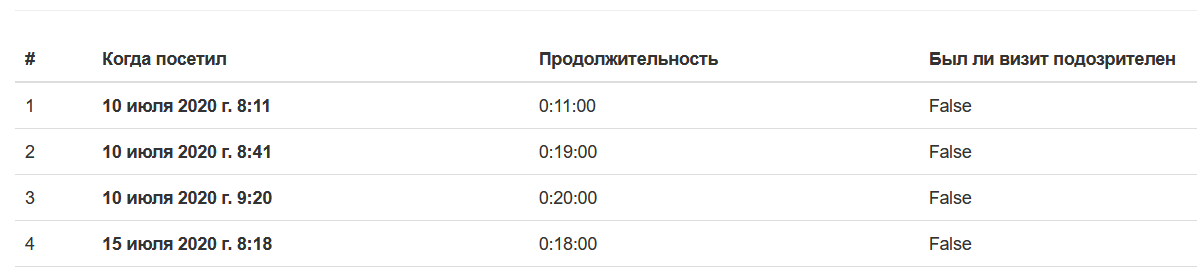 # Когда посетил Продолжительность Был ли визит подозрителен
1 10 июля 2020 г. 8:11 0:11:00 False
2 10 июля 2020 г. 8:41 0:19:00 False
3 10 июля 2020 г. 9:20 0:20:00 False
4 15 июля 2020 г. 8:18 0:18:00 False